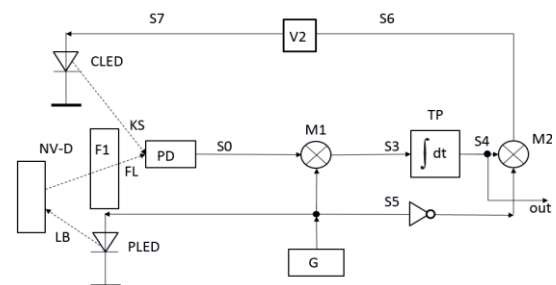 S7
V2
S6
CLED
KS
NV-D
F1
FL
PD
S0
M1
S3
TP
∫ dt
S4
M2
LB
PLED
S5
out
G